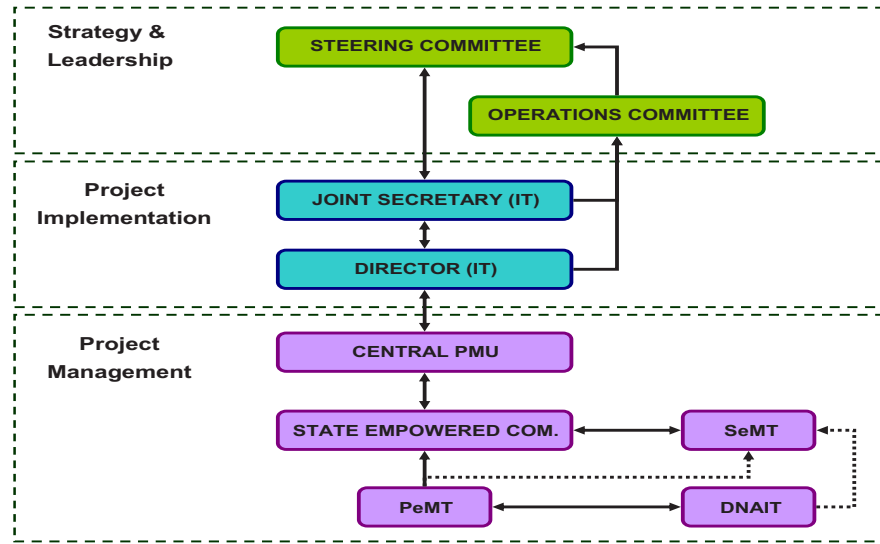 Strategy &
Leadership
STEERING COMMITTEE
OPERATIONS COMMITTEE
Project
Implementation
JOINT SECRETARY (IT)
DIRECTOR (IT)
Project
Management
CENTRAL PMU
STATE EMPOWERED COM.
SeMT
PeMT
DNAIT